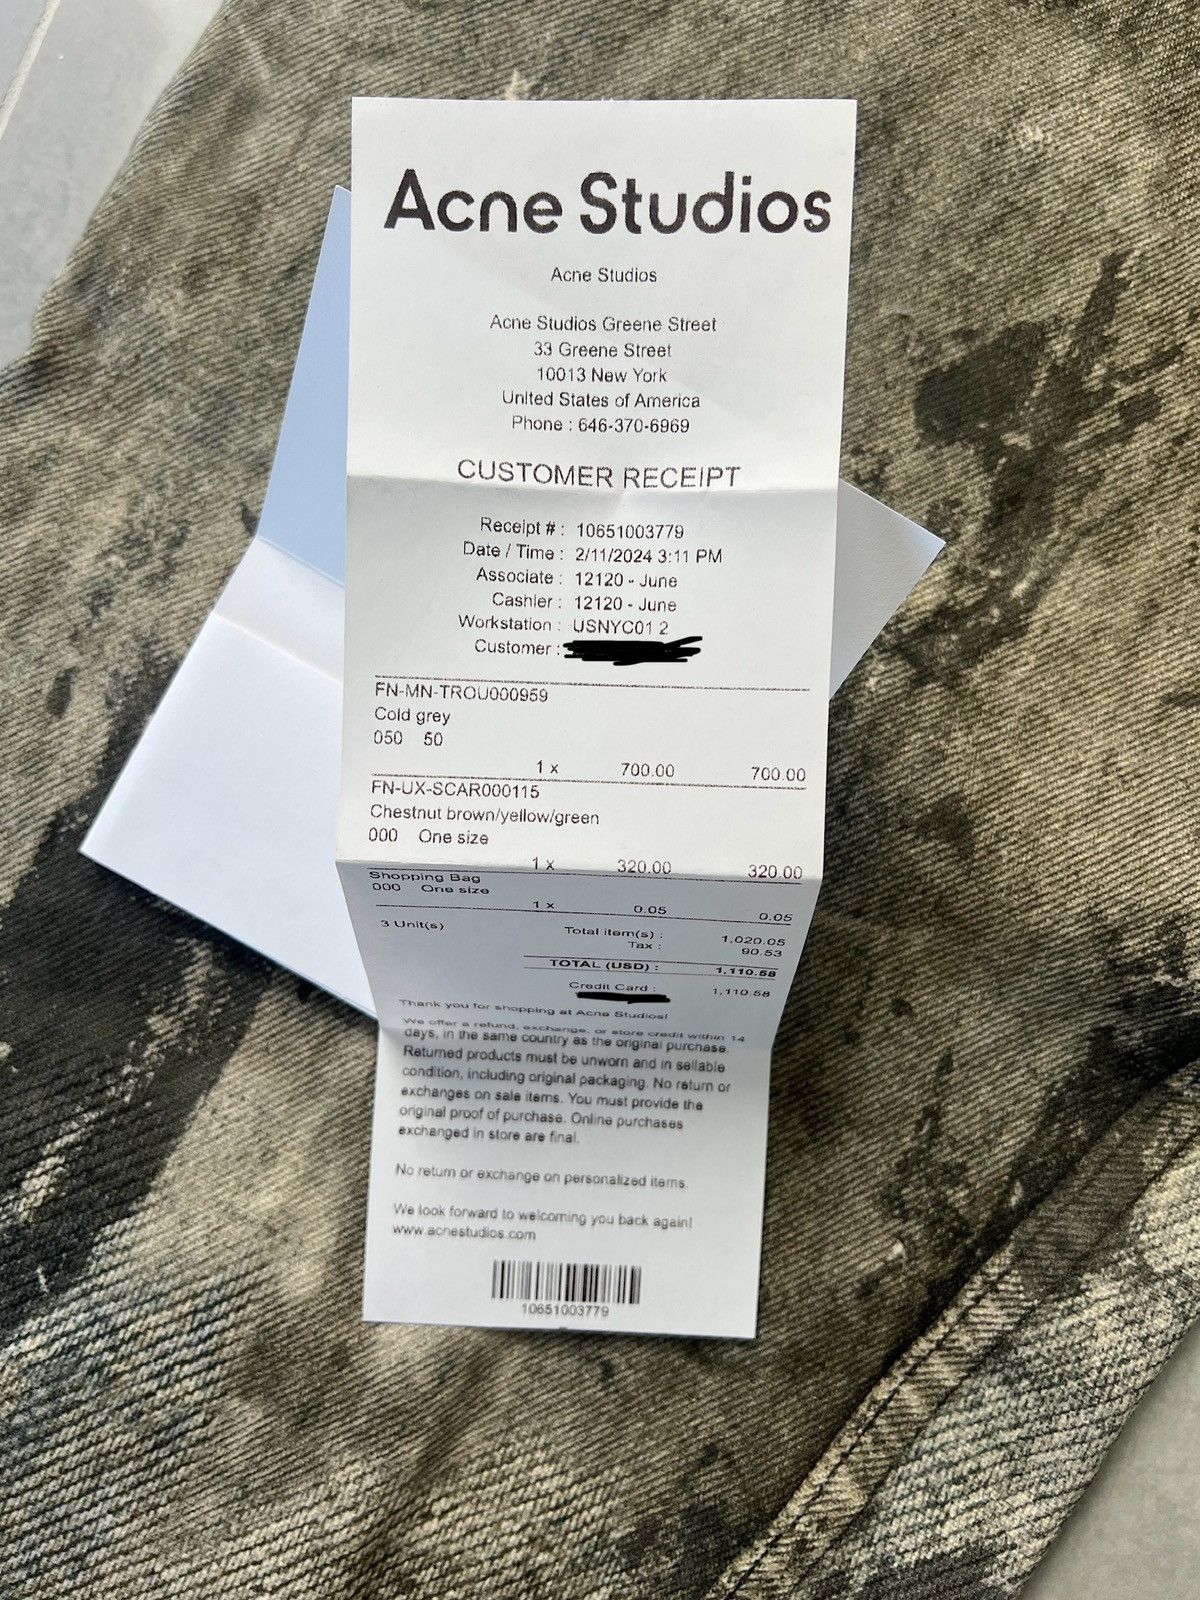 Acne Studios
Acne Studios
Acne Studios Greene Street
33 Greene Street
10013 New York
United States of America
Phone : 646-370-6969
CUSTOMER RECEIPT
Receipt # : 10651003779
Date / Time : 2/11/2024 3:11 PM
Associate : 12120 - June
Cashier : 12120 - June
Workstation : USNYC01 2
Customer :
FN-MN-TROU000959
Cold grey
050 50
1 x 700.00 700.00
FN-UX-SCAR000115
Chestnut brown/yellow/green
000 One size
1 x 320.00 320.00
Shopping Bag
000 One size
1 x 0.05 0.05
3 Unit(s)
Total item(s) : 1,020.05
Tax : 90.53
TOTAL (USD) : 1,110.58
Credit Card : 1,110.58
Thank you for shopping at Acne Studios!
We offer a refund, exchange, or store credit within 14
days, in the same country as the original purchase.
Returned products must be unworn and in sellable
condition, including original packaging. No return or
exchanges on sale items. You must provide the
original proof of purchase. Online purchases
exchanged in store are final.
No return or exchange on personalized items.
We look forward to welcoming you back again!
www.acnestudios.com
10651003779